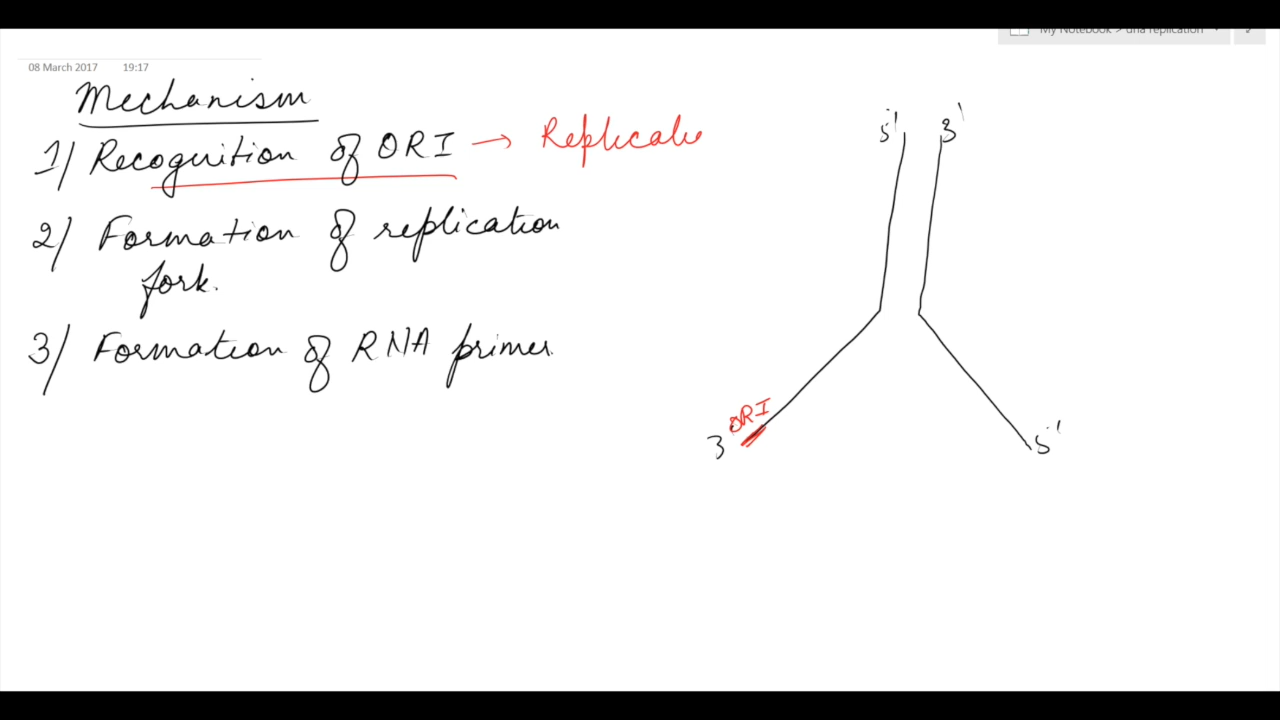 My Notebook > dna replication
08 March 2017 19:17
Mechanism
1) Recognition of ORI → Replicatio
2) Formation of replication
fork.
3) Formation of RNA primer
5' 3'
ORI
3 5'